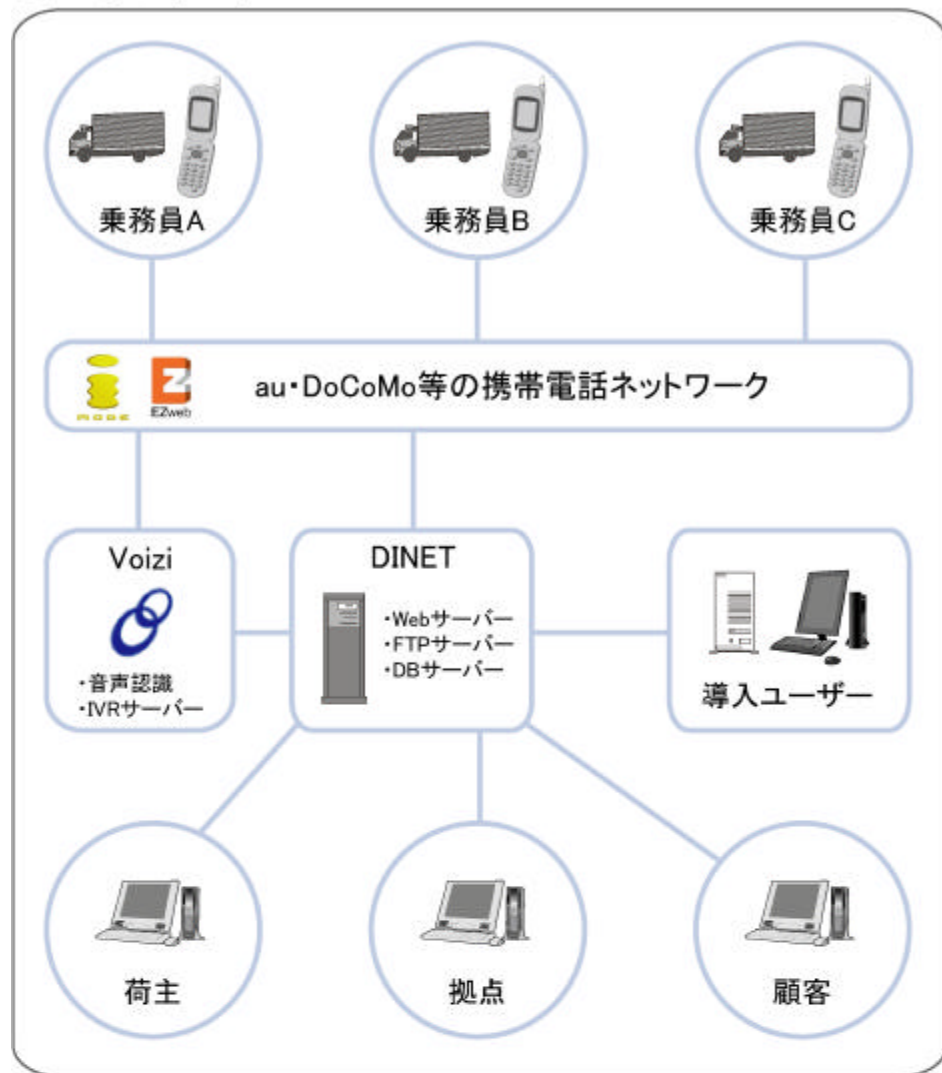 乗務員A
乗務員B
乗務員C
i mode
EZweb
au・DoCoMo等の携帯電話ネットワーク
Voizi
・音声認識
・IVRサーバー
DINET
・Webサーバー
・FTPサーバー
・DBサーバー
導入ユーザー
荷主
拠点
顧客